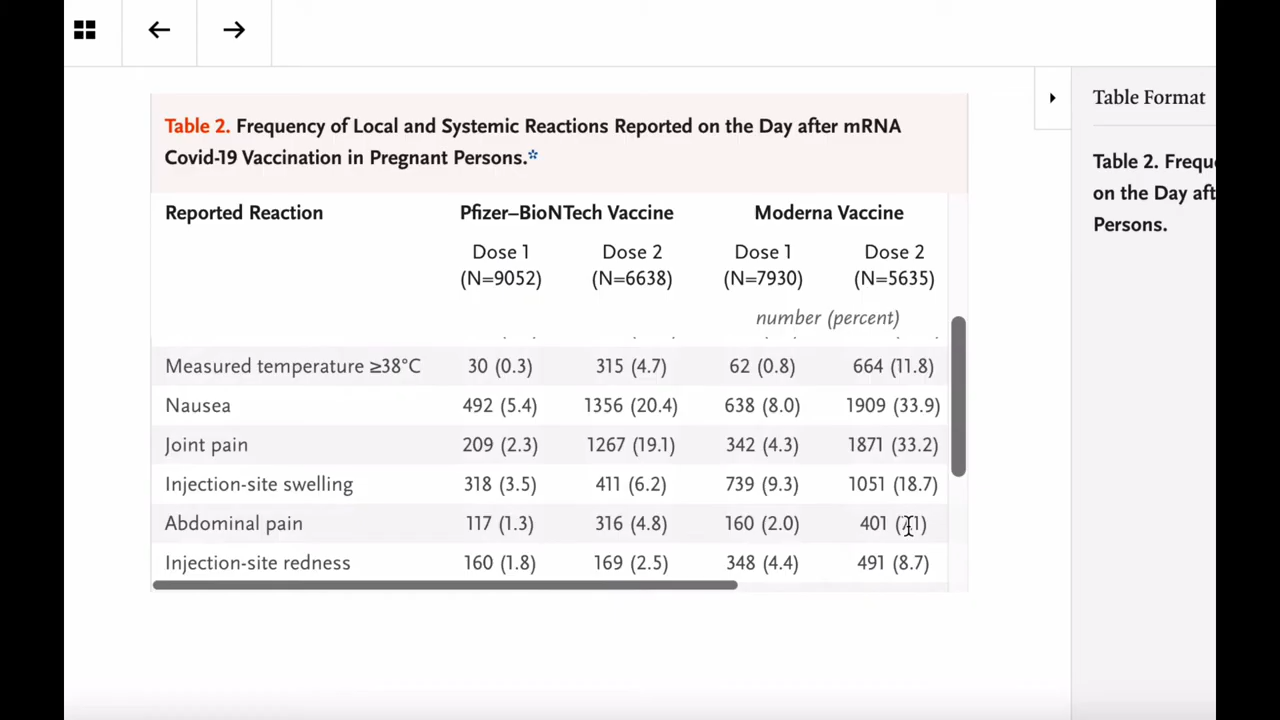 Table 2. Frequency of Local and Systemic Reactions Reported on the Day after mRNA
Covid-19 Vaccination in Pregnant Persons.*
Reported Reaction Pfizer–BioNTech Vaccine Moderna Vaccine
Dose 1 Dose 2 Dose 1 Dose 2
(N=9052) (N=6638) (N=7930) (N=5635)
number (percent)
Measured temperature ≥38°C 30 (0.3) 315 (4.7) 62 (0.8) 664 (11.8)
Nausea 492 (5.4) 1356 (20.4) 638 (8.0) 1909 (33.9)
Joint pain 209 (2.3) 1267 (19.1) 342 (4.3) 1871 (33.2)
Injection-site swelling 318 (3.5) 411 (6.2) 739 (9.3) 1051 (18.7)
Abdominal pain 117 (1.3) 316 (4.8) 160 (2.0) 401
Injection-site redness 160 (1.8) 169 (2.5) 348 (4.4) 491 (8.7)
Table Format
Table 2. Frequ
on the Day aft
Persons.